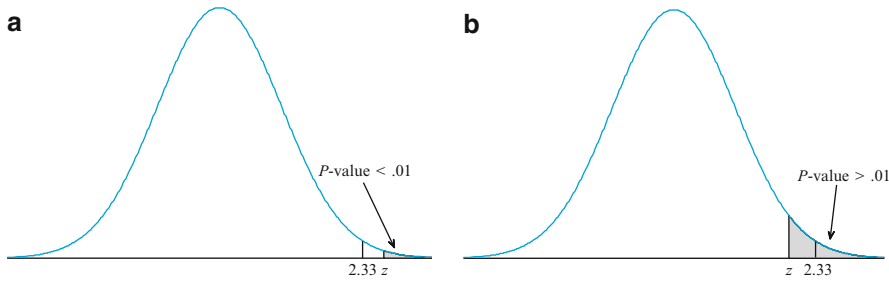 a
P-value < .01
2.33 z
b
P-value > .01
z 2.33